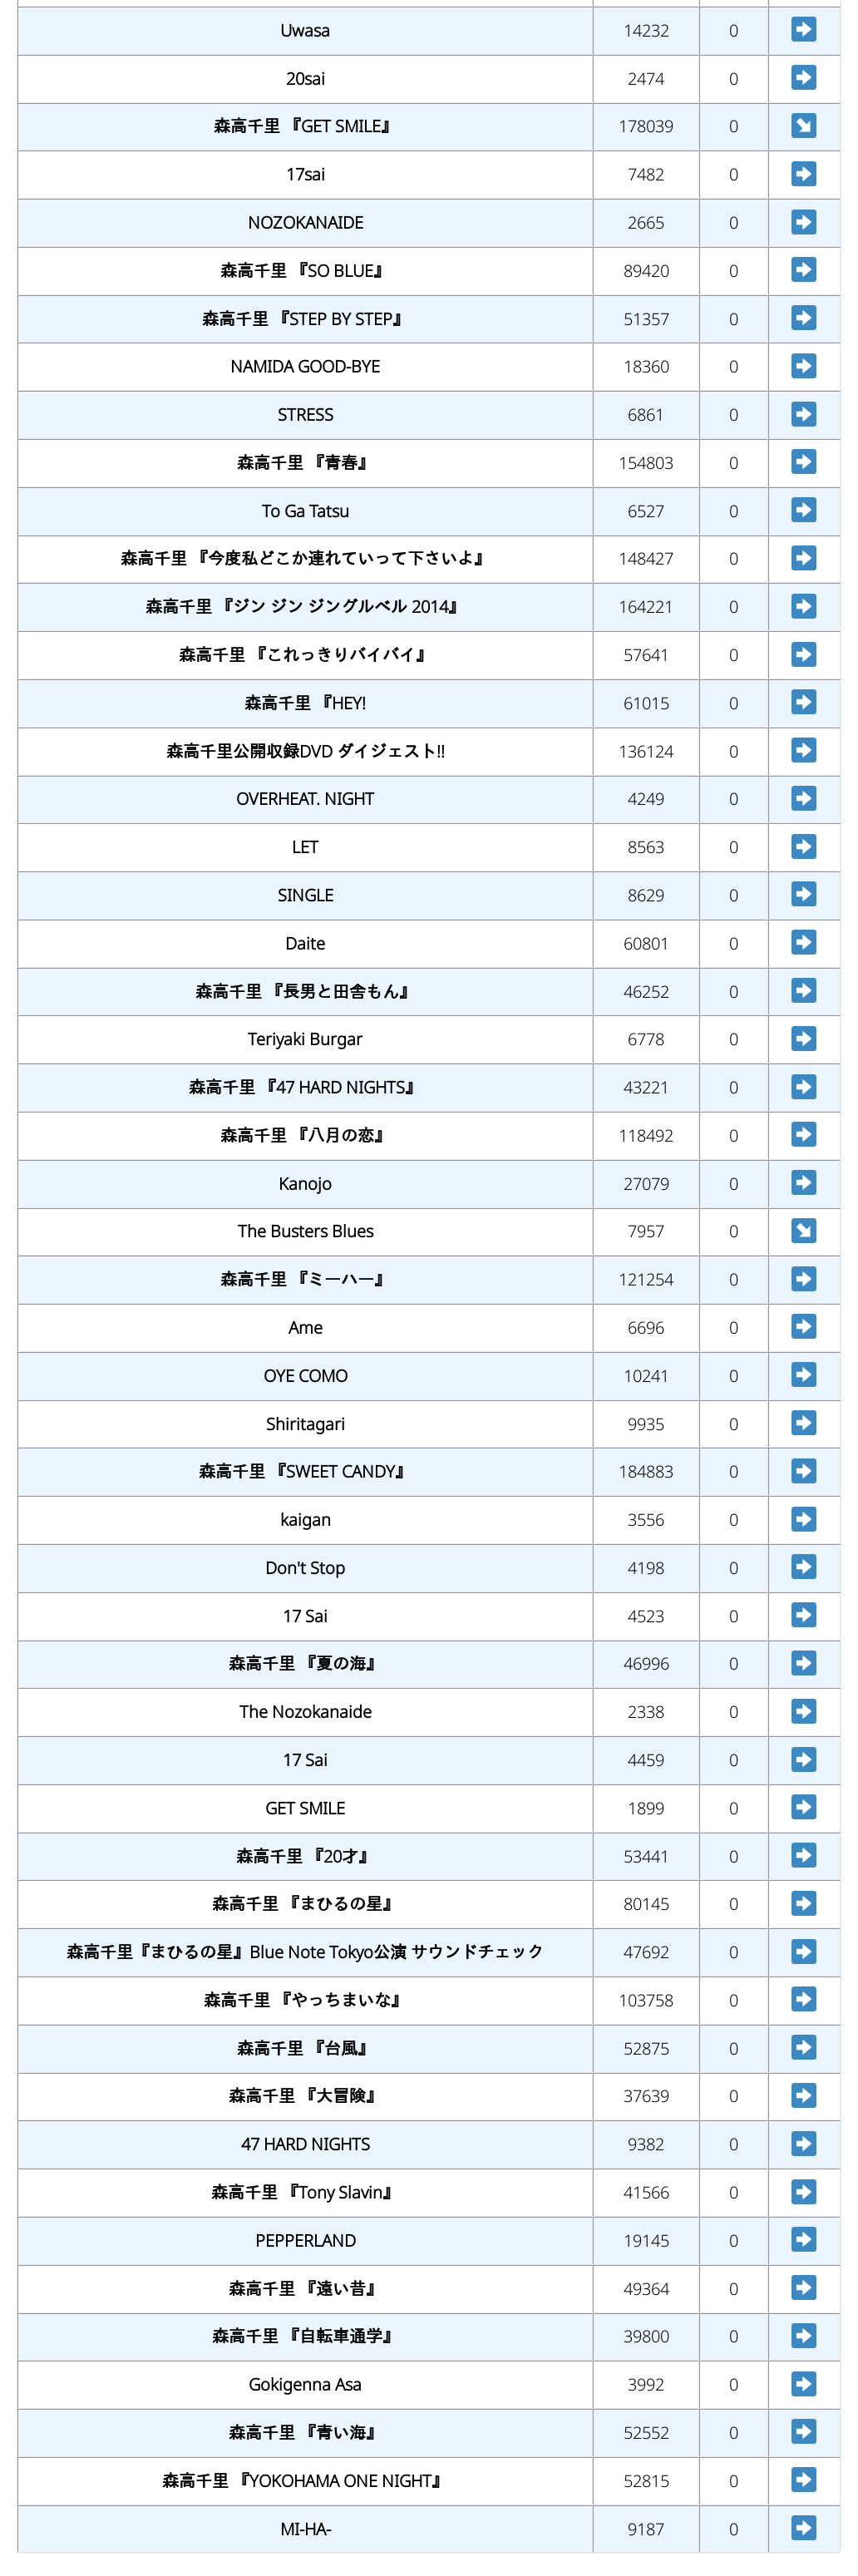 Uwasa 14232 0
20sai 2474 0
森高千里 『GET SMILE』 178039 0
17sai 7482 0
NOZOKANAIDE 2665 0
森高千里 『SO BLUE』 89420 0
森高千里 『STEP BY STEP』 51357 0
NAMIDA GOOD-BYE 18360 0
STRESS 6861 0
森高千里 『青春』 154803 0
To Ga Tatsu 6527 0
森高千里 『今度私どこか連れていって下さいよ』 148427 0
森高千里 『ジン ジン ジングルベル 2014』 164221 0
森高千里 『これっきりバイバイ』 57641 0
森高千里 『HEY! 61015 0
森高千里公開収録DVD ダイジェスト!! 136124 0
OVERHEAT. NIGHT 4249 0
LET 8563 0
SINGLE 8629 0
Daite 60801 0
森高千里 『長男と田舎もん』 46252 0
Teriyaki Burgar 6778 0
森高千里 『47 HARD NIGHTS』 43221 0
森高千里 『八月の恋』 118492 0
Kanojo 27079 0
The Busters Blues 7957 0
森高千里 『ミーハー』 121254 0
Ame 6696 0
OYE COMO 10241 0
Shiritagari 9935 0
森高千里 『SWEET CANDY』 184883 0
kaigan 3556 0
Don't Stop 4198 0
17 Sai 4523 0
森高千里 『夏の海』 46996 0
The Nozokanaide 2338 0
17 Sai 4459 0
GET SMILE 1899 0
森高千里 『20才』 53441 0
森高千里 『まひるの星』 80145 0
森高千里『まひるの星』Blue Note Tokyo公演 サウンドチェック 47692 0
森高千里 『やっちまいな』 103758 0
森高千里 『台風』 52875 0
森高千里 『大冒険』 37639 0
47 HARD NIGHTS 9382 0
森高千里 『Tony Slavin』 41566 0
PEPPERLAND 19145 0
森高千里 『遠い昔』 49364 0
森高千里 『自転車通学』 39800 0
Gokigenna Asa 3992 0
森高千里 『青い海』 52552 0
森高千里 『YOKOHAMA ONE NIGHT』 52815 0
MI-HA- 9187 0